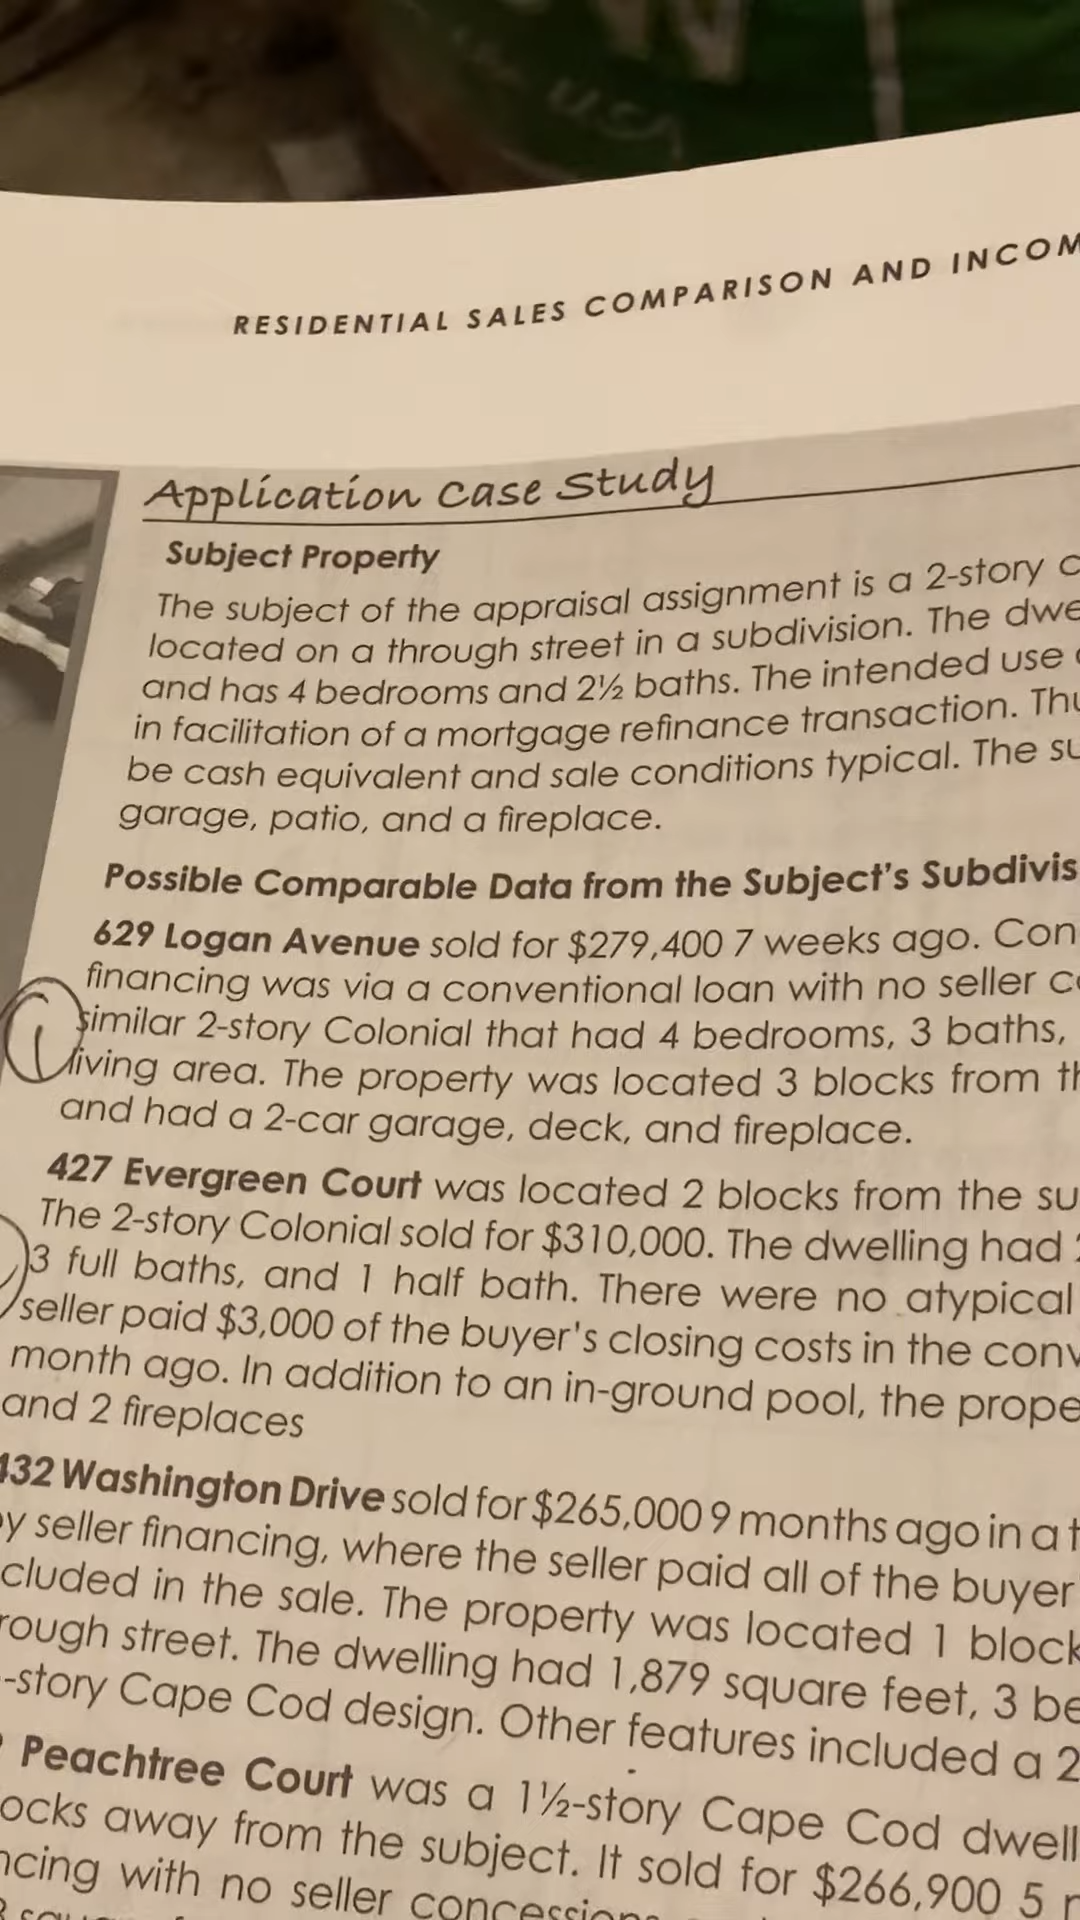 U.S.A
RESIDENTIAL SALES COMPARISON AND INCOM
Application Case Study
Subject Property
The subject of the appraisal assignment is a 2-story
located on a through street in a subdivision. The dwe
and has 4 bedrooms and 2½ baths. The intended use
in facilitation of a mortgage refinance transaction. Thu
be cash equivalent and sale conditions typical. The su
garage, patio, and a fireplace.
Possible Comparable Data from the Subject's Subdivis
629 Logan Avenue sold for $279,400 7 weeks ago. Con
financing was via a conventional loan with no seller c
similar 2-story Colonial that had 4 bedrooms, 3 baths,
living area. The property was located 3 blocks from th
and had a 2-car garage, deck, and fireplace.
427 Evergreen Court was located 2 blocks from the su
The 2-story Colonial sold for $310,000. The dwelling had
3 full baths, and 1 half bath. There were no atypical
seller paid $3,000 of the buyer's closing costs in the conv
month ago. In addition to an in-ground pool, the prope
and 2 fireplaces
432 Washington Drive sold for $265,000 9 months ago in a t
by seller financing, where the seller paid all of the buyer
cluded in the sale. The property was located 1 block
rough street. The dwelling had 1,879 square feet, 3 be
-story Cape Cod design. Other features included a 2
Peachtree Court was a 1½-story Cape Cod dwell
ocks away from the subject. It sold for $266,900 5
ncing with no seller concessions